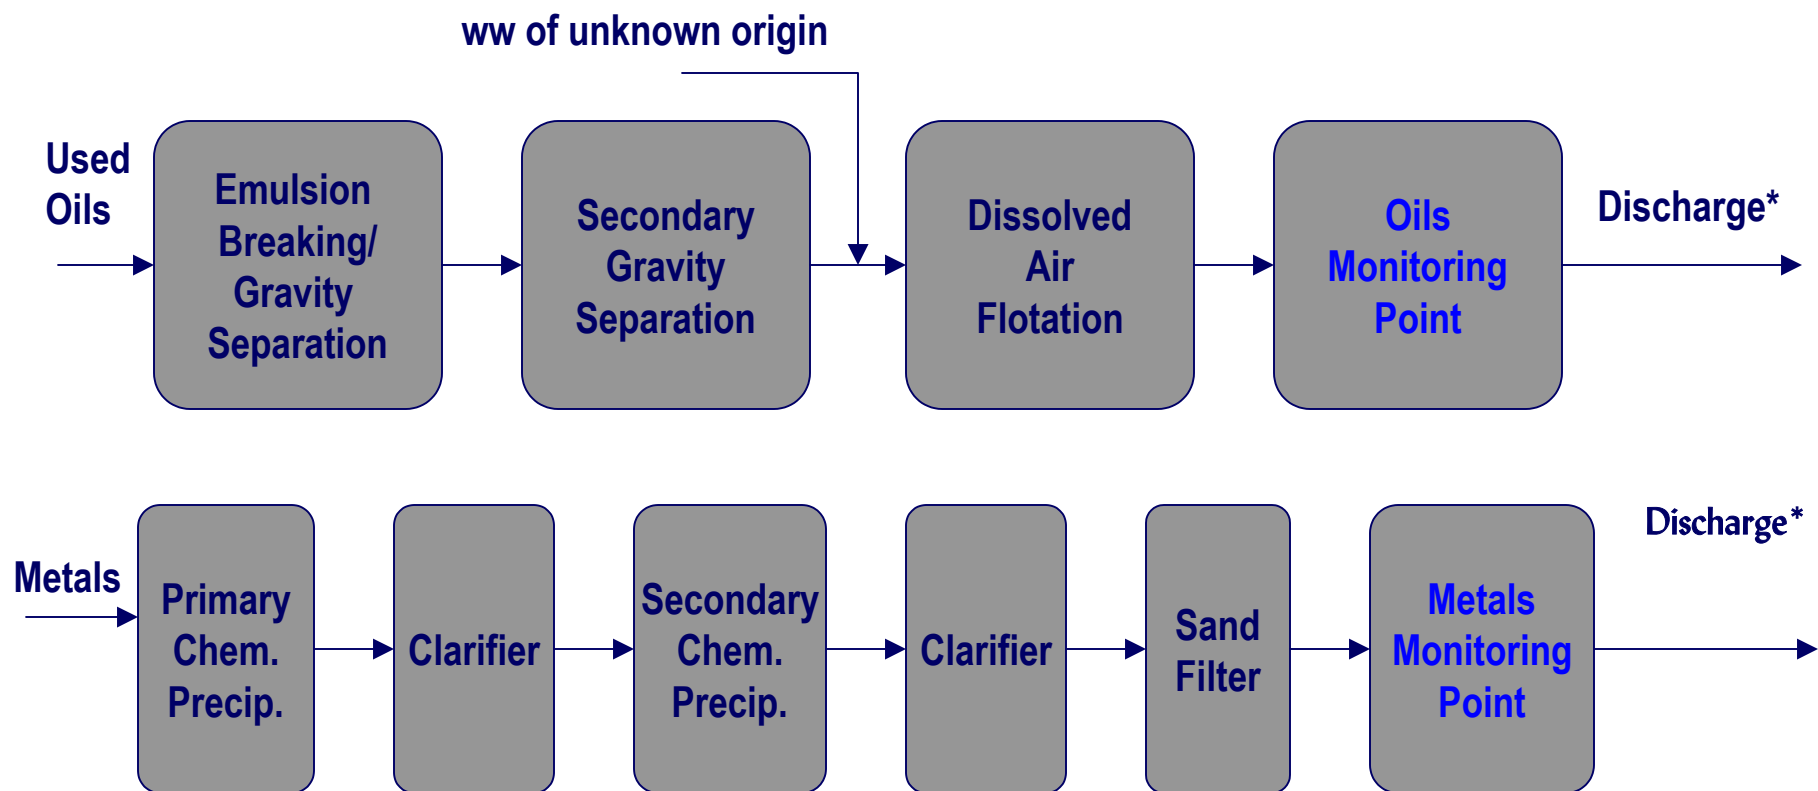 ww of unknown origin
Used
Oils
Emulsion
Breaking/
Gravity
Separation
Secondary
Gravity
Separation
Dissolved
Air
Flotation
Oils
Monitoring
Point
Discharge*
Metals
Primary
Chem.
Precip.
Clarifier
Secondary
Chem.
Precip.
Clarifier
Sand
Filter
Metals
Monitoring
Point
Discharge*